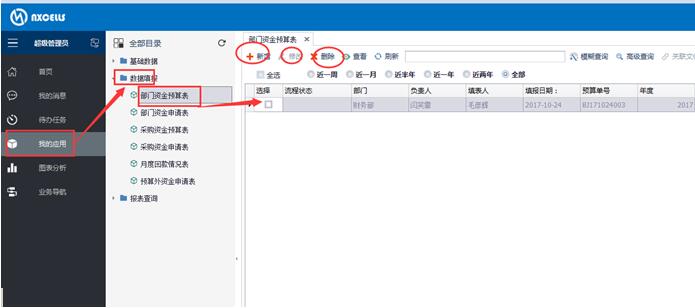 NXCELLS
超级管理员
首页
我的消息
待办任务
我的应用
图表分析
业务导航
全部目录
基础数据
数据填报
部门资金预算表
部门资金申请表
采购资金预算表
采购资金申请表
月度回款情况表
预算外资金申请表
报表查询
部门资金预算表 ×
新增 修改 删除 查看 刷新 模糊查询 高级查询 关联文
全选 近一周 近一月 近半年 近一年 近两年 全部
选择 流程状态 部门 负责人 填表人 填报日期: 预算单号 年度
财务部 闫芙蓉 毛彦辉 2017-10-24 BJ171024003 2017